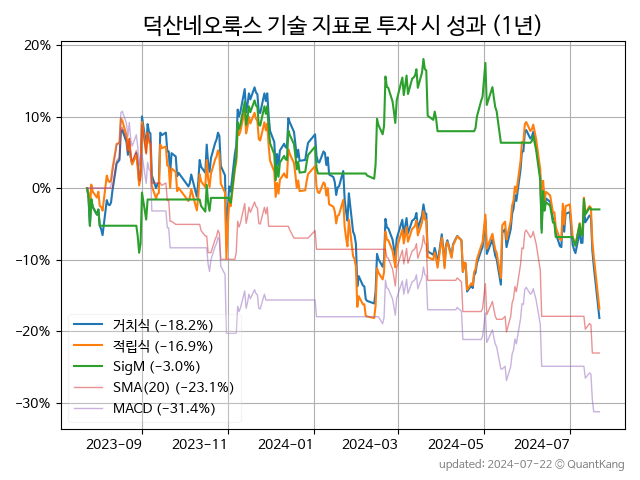 덕산네오룩스 기술 지표로 투자 시 성과 (1년)
20%
10%
0%
−10%
−20%
−30%
거치식 (−18.2%)
적립식 (−16.9%)
SigM (−3.0%)
SMA(20) (−23.1%)
MACD (−31.4%)
2023-09
2023-11
2024-01
2024-03
2024-05
2024-07
updated: 2024-07-22 © QuantKang